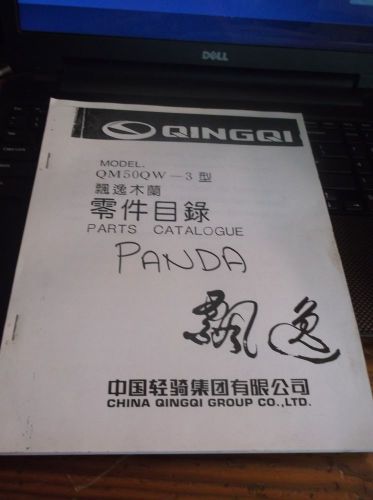 DELL
QINGQI
MODEL.
QM50QW－3型
飄逸木蘭
零件目錄
PARTS CATALOGUE
PANDA
飄逸
中国轻骑集团有限公司
CHINA QINGQI GROUP CO.,LTD.